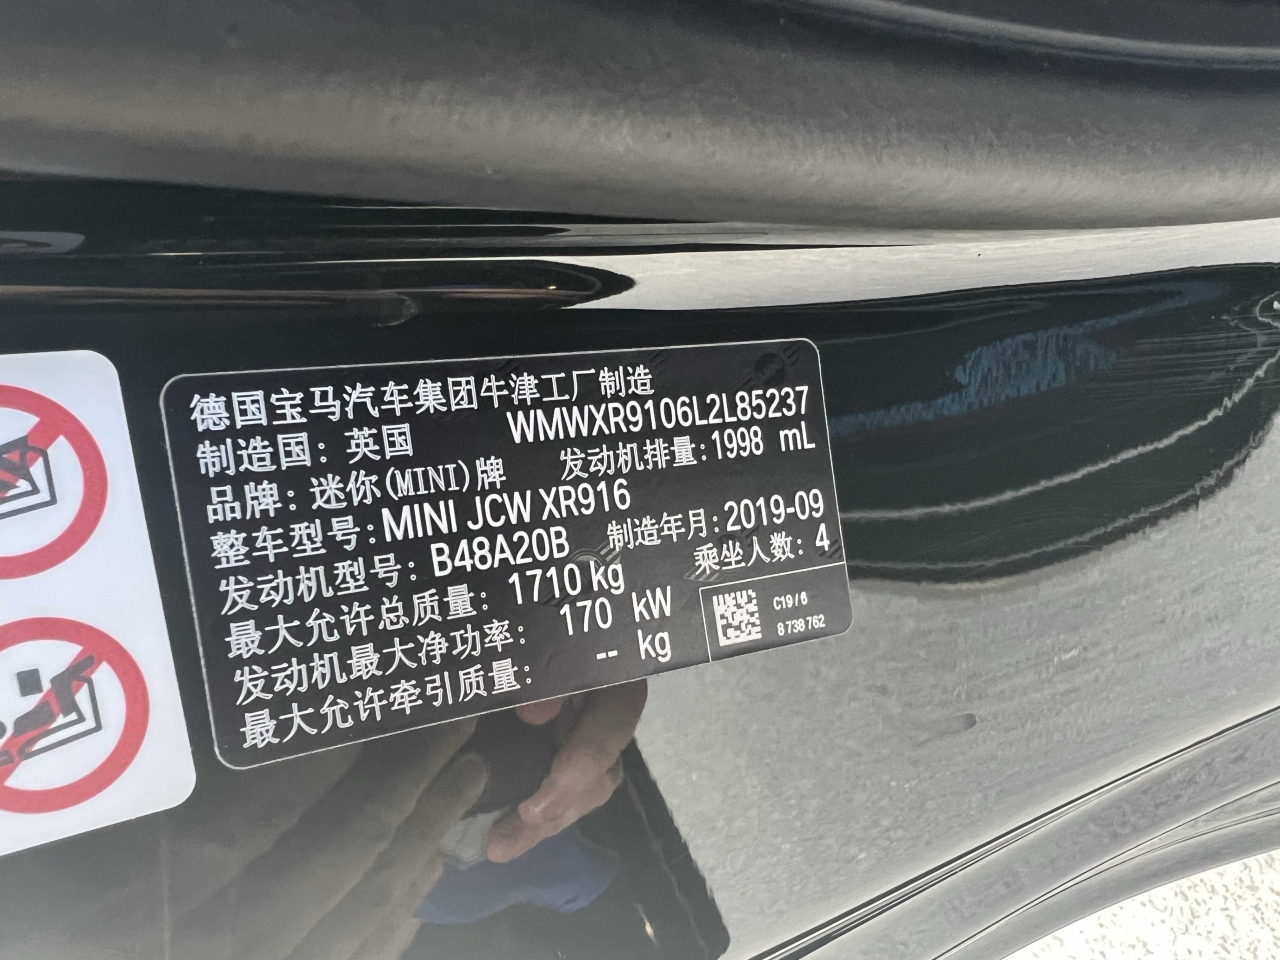 德国宝马汽车集团牛津工厂制造
制造国：英国 WMWXR9106L2L85237
品牌：迷你(MINI)牌 发动机排量：1998 mL
整车型号：MINI JCW XR916
发动机型号：B48A20B 制造年月：2019-09
最大允许总质量：1710 kg 乘坐人数：4
发动机最大净功率：170 kW
最大允许牵引质量：-- kg
C19/6
8 738 762